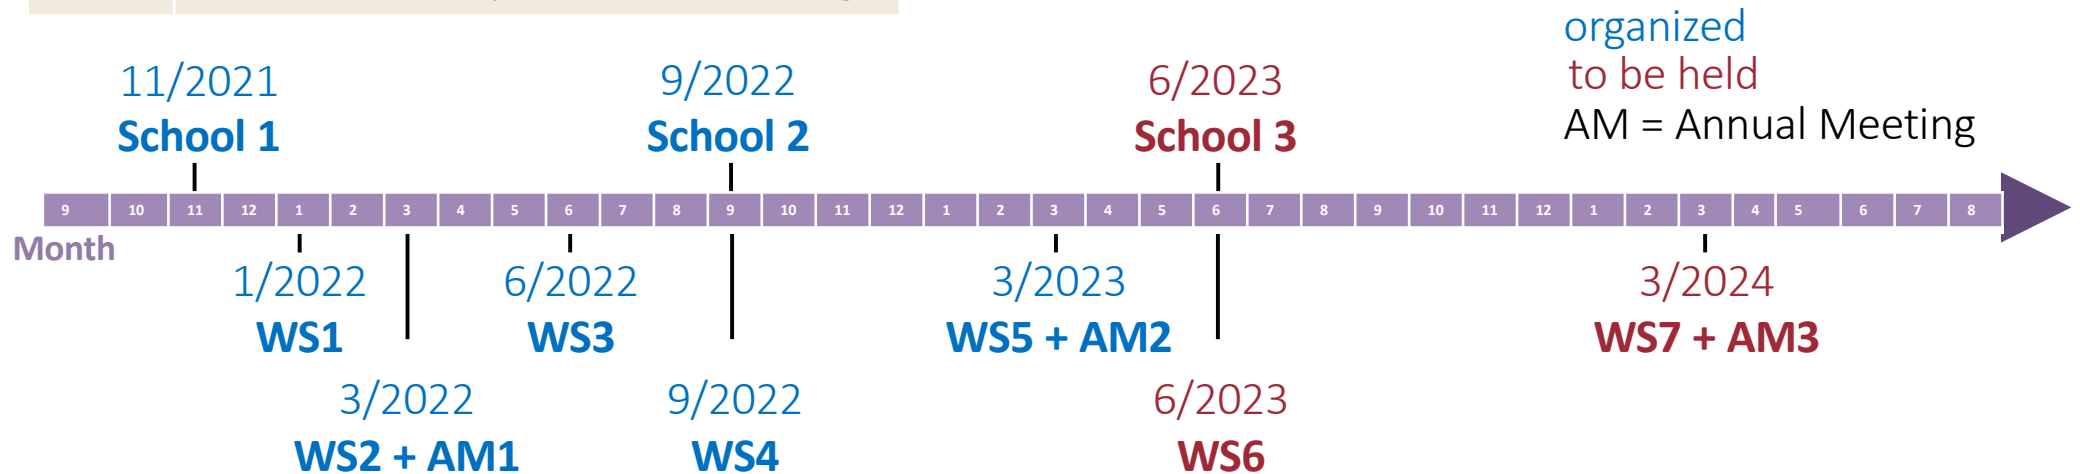 organized
to be held
AM = Annual Meeting
11/2021
School 1
9/2022
School 2
6/2023
School 3
9 10 11 12 1 2 3 4 5 6 7 8 9 10 11 12 1 2 3 4 5 6 7 8 9 10 11 12 1 2 3 4 5 6 7 8
Month
1/2022
WS1
6/2022
WS3
3/2023
WS5 + AM2
3/2024
WS7 + AM3
3/2022
WS2 + AM1
9/2022
WS4
6/2023
WS6